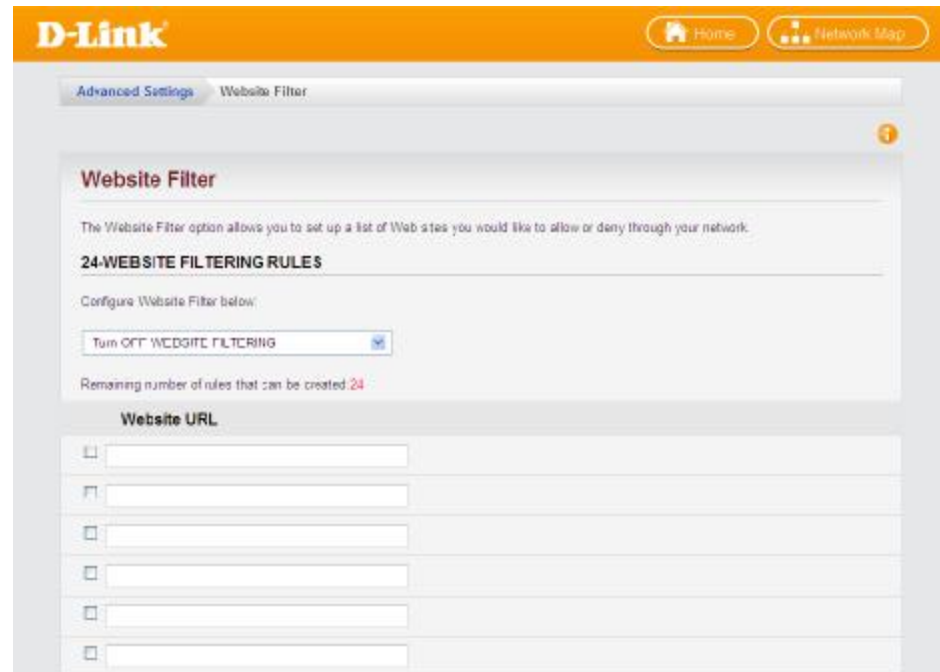 D-Link
Home
Network Map
Advanced Settings
Website Filter
Website Filter
The Website Filter option allows you to set up a list of Web sites you would like to allow or deny through your network.
24-WEBSITE FILTERING RULES
Configure Website Filter below:
Turn OFF WEBSITE FILTERING
Remaining number of rules that can be created:24
Website URL